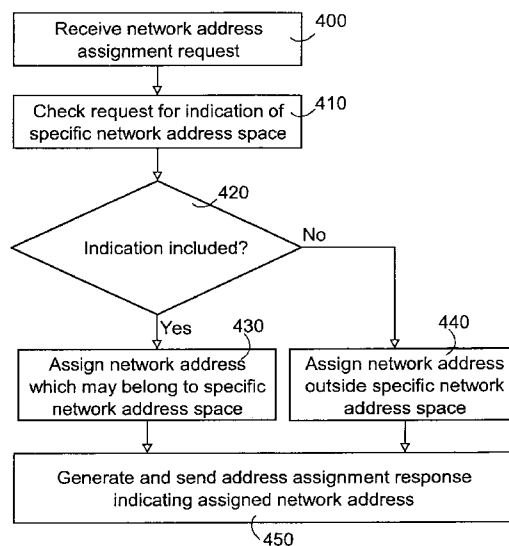 Receive network address
assignment request
400
Check request for indication of
specific network address space
410
420
Indication included?
No
Yes
430
440
Assign network address
which may belong to specific
network address space
Assign network address
outside specific network
address space
Generate and send address assignment response
indicating assigned network address
450